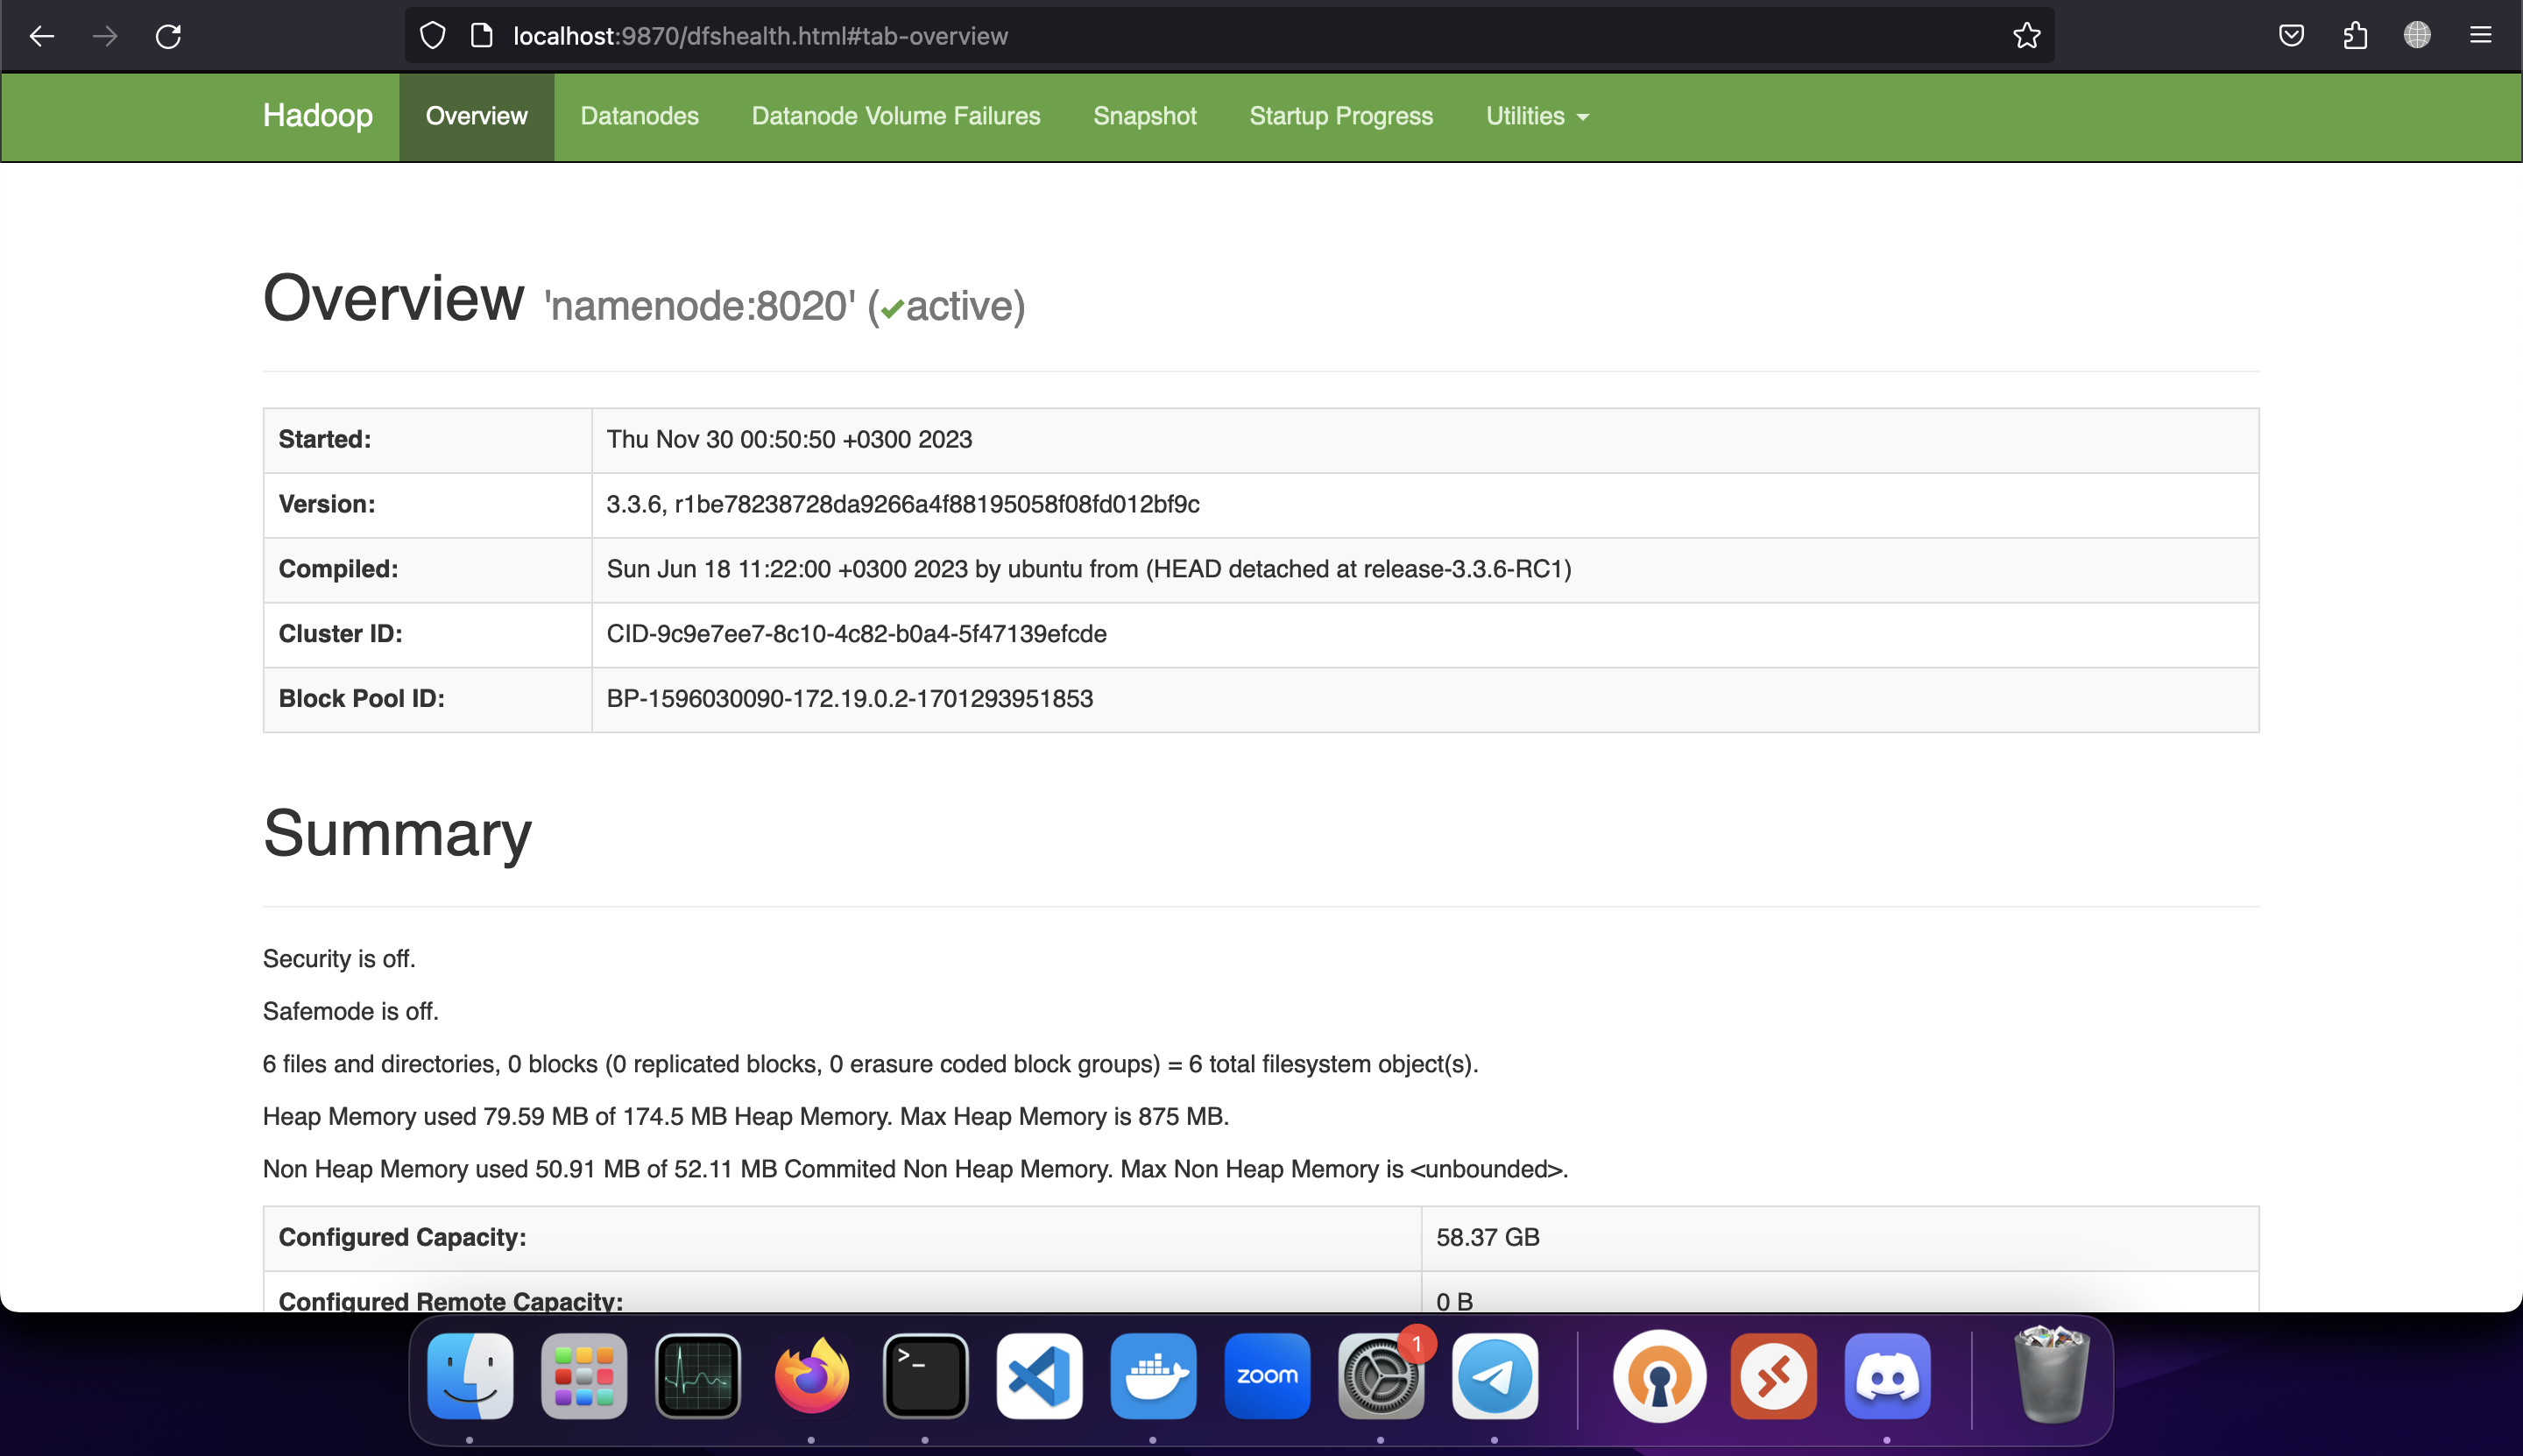 localhost:9870/dfshealth.html#tab-overview
Hadoop Overview Datanodes Datanode Volume Failures Snapshot Startup Progress Utilities
Overview 'namenode:8020' (✓active)
Started: Thu Nov 30 00:50:50 +0300 2023
Version: 3.3.6, r1be78238728da9266a4f88195058f08fd012bf9c
Compiled: Sun Jun 18 11:22:00 +0300 2023 by ubuntu from (HEAD detached at release-3.3.6-RC1)
Cluster ID: CID-9c9e7ee7-8c10-4c82-b0a4-5f47139efcde
Block Pool ID: BP-1596030090-172.19.0.2-1701293951853
Summary
Security is off.
Safemode is off.
6 files and directories, 0 blocks (0 replicated blocks, 0 erasure coded block groups) = 6 total filesystem object(s).
Heap Memory used 79.59 MB of 174.5 MB Heap Memory. Max Heap Memory is 875 MB.
Non Heap Memory used 50.91 MB of 52.11 MB Commited Non Heap Memory. Max Non Heap Memory is <unbounded>.
Configured Capacity: 58.37 GB
Configured Remote Capacity: 0 B
>_ zoom 1